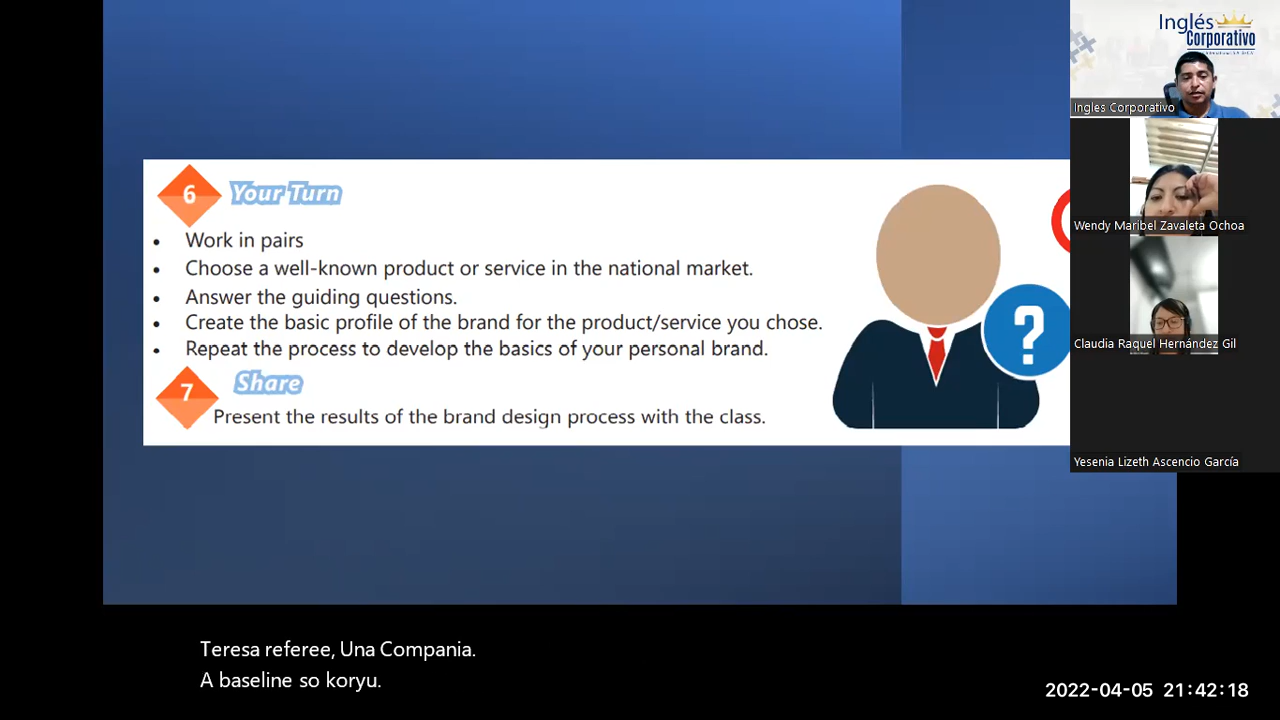 6 Your Turn
• Work in pairs
• Choose a well-known product or service in the national market.
• Answer the guiding questions.
• Create the basic profile of the brand for the product/service you chose.
• Repeat the process to develop the basics of your personal brand.
7 Share
Present the results of the brand design process with the class.
?
Inglés
Corporativo
Ingles Corporativo
Wendy Maribel Zavaleta Ochoa
Claudia Raquel Hernández Gil
Yesenia Lizeth Ascencio García
Teresa referee, Una Compania.
A baseline so koryu.
2022-04-05 21:42:18